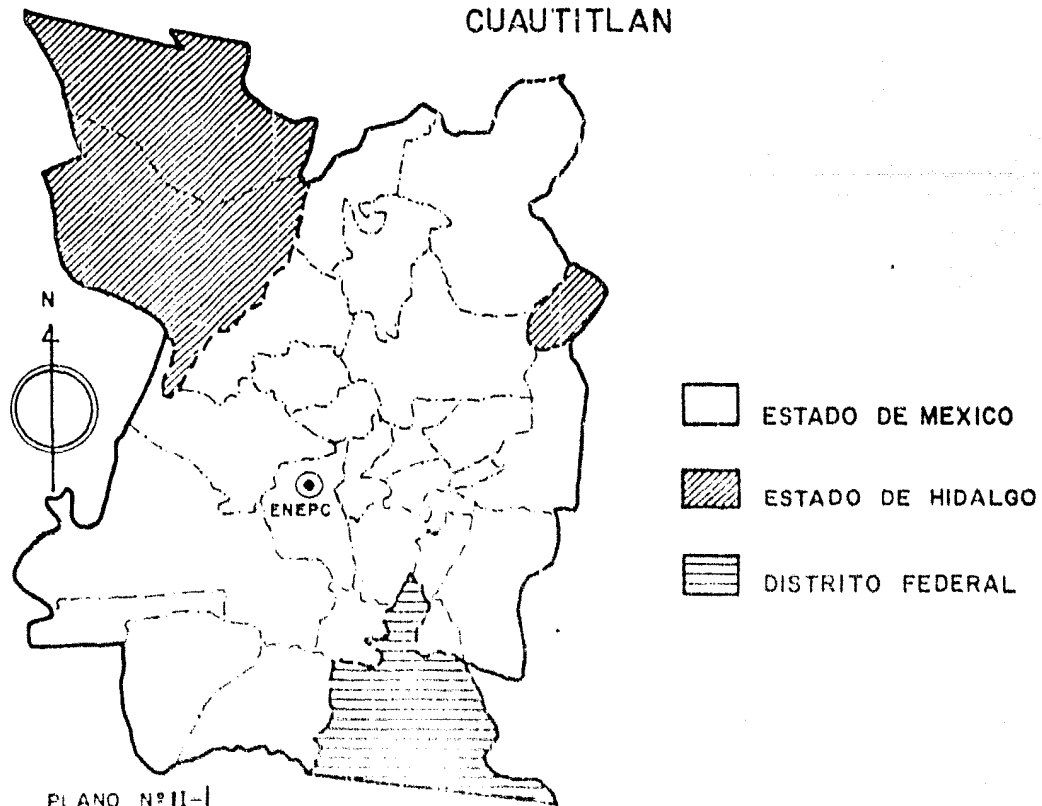 CUAUTITLAN
N
ENEPC
ESTADO DE MEXICO
ESTADO DE HIDALGO
DISTRITO FEDERAL
PLANO Nº II-1